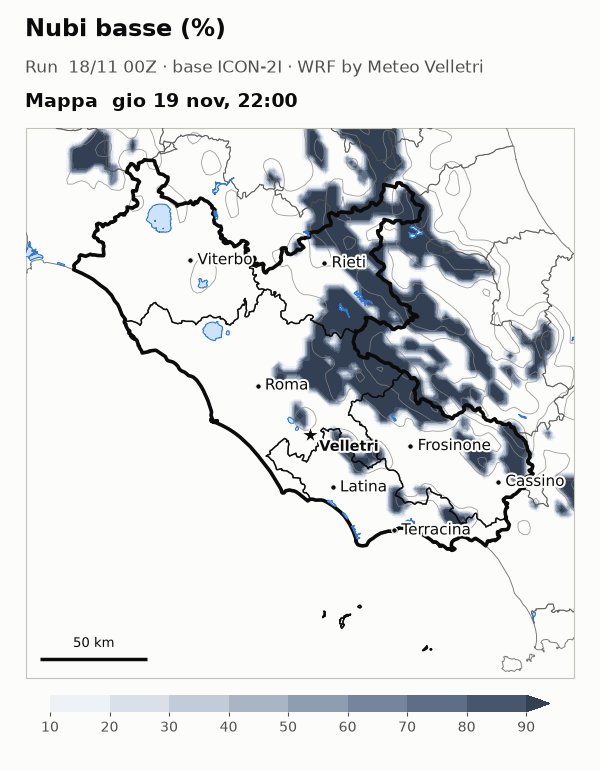 Nubi basse (%)
Run 18/11 00Z · base ICON-2I · WRF by Meteo Velletri
Mappa gio 19 nov, 22:00
Viterbo
Rieti
Roma
Velletri
Frosinone
Latina
Cassino
Terracina
50 km
10 20 30 40 50 60 70 80 90